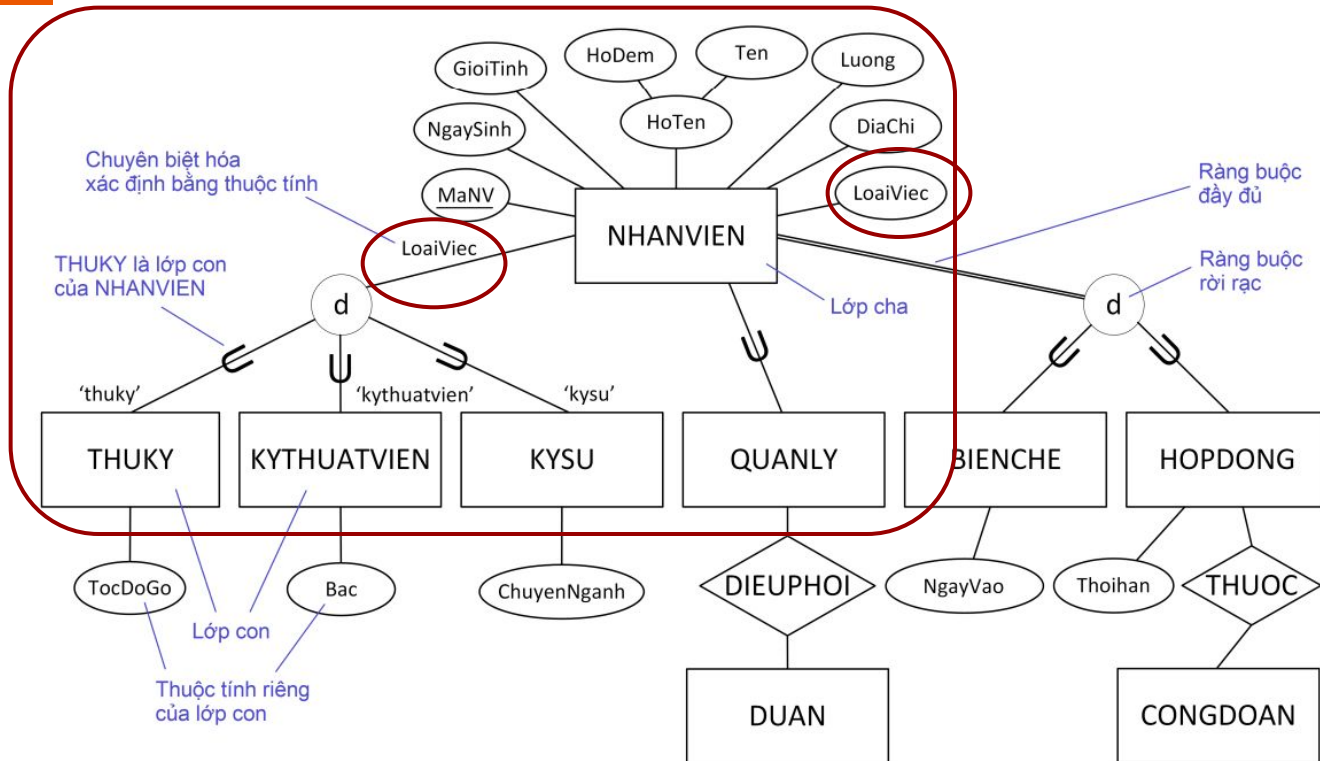 HoDem
Ten
GioiTinh
Luong
HoTen
NgaySinh
DiaChi
Chuyên biệt hóa
xác định bằng thuộc tính
Ràng buộc
đầy đủ
MaNV
LoaiViec
NHANVIEN
LoaiViec
THUKY là lớp con
của NHANVIEN
Ràng buộc
rời rạc
Lớp cha
d
d
'thuky'
'kythuatvien'
'kysu'
THUKY
KYTHUATVIEN
KYSU
QUANLY
BIENCHE
HOPDONG
TocDoGo
Bac
ChuyenNganh
DIEUPHOI
NgayVao
Thoihan
THUOC
Lớp con
Thuộc tính riêng
của lớp con
DUAN
CONGDOAN